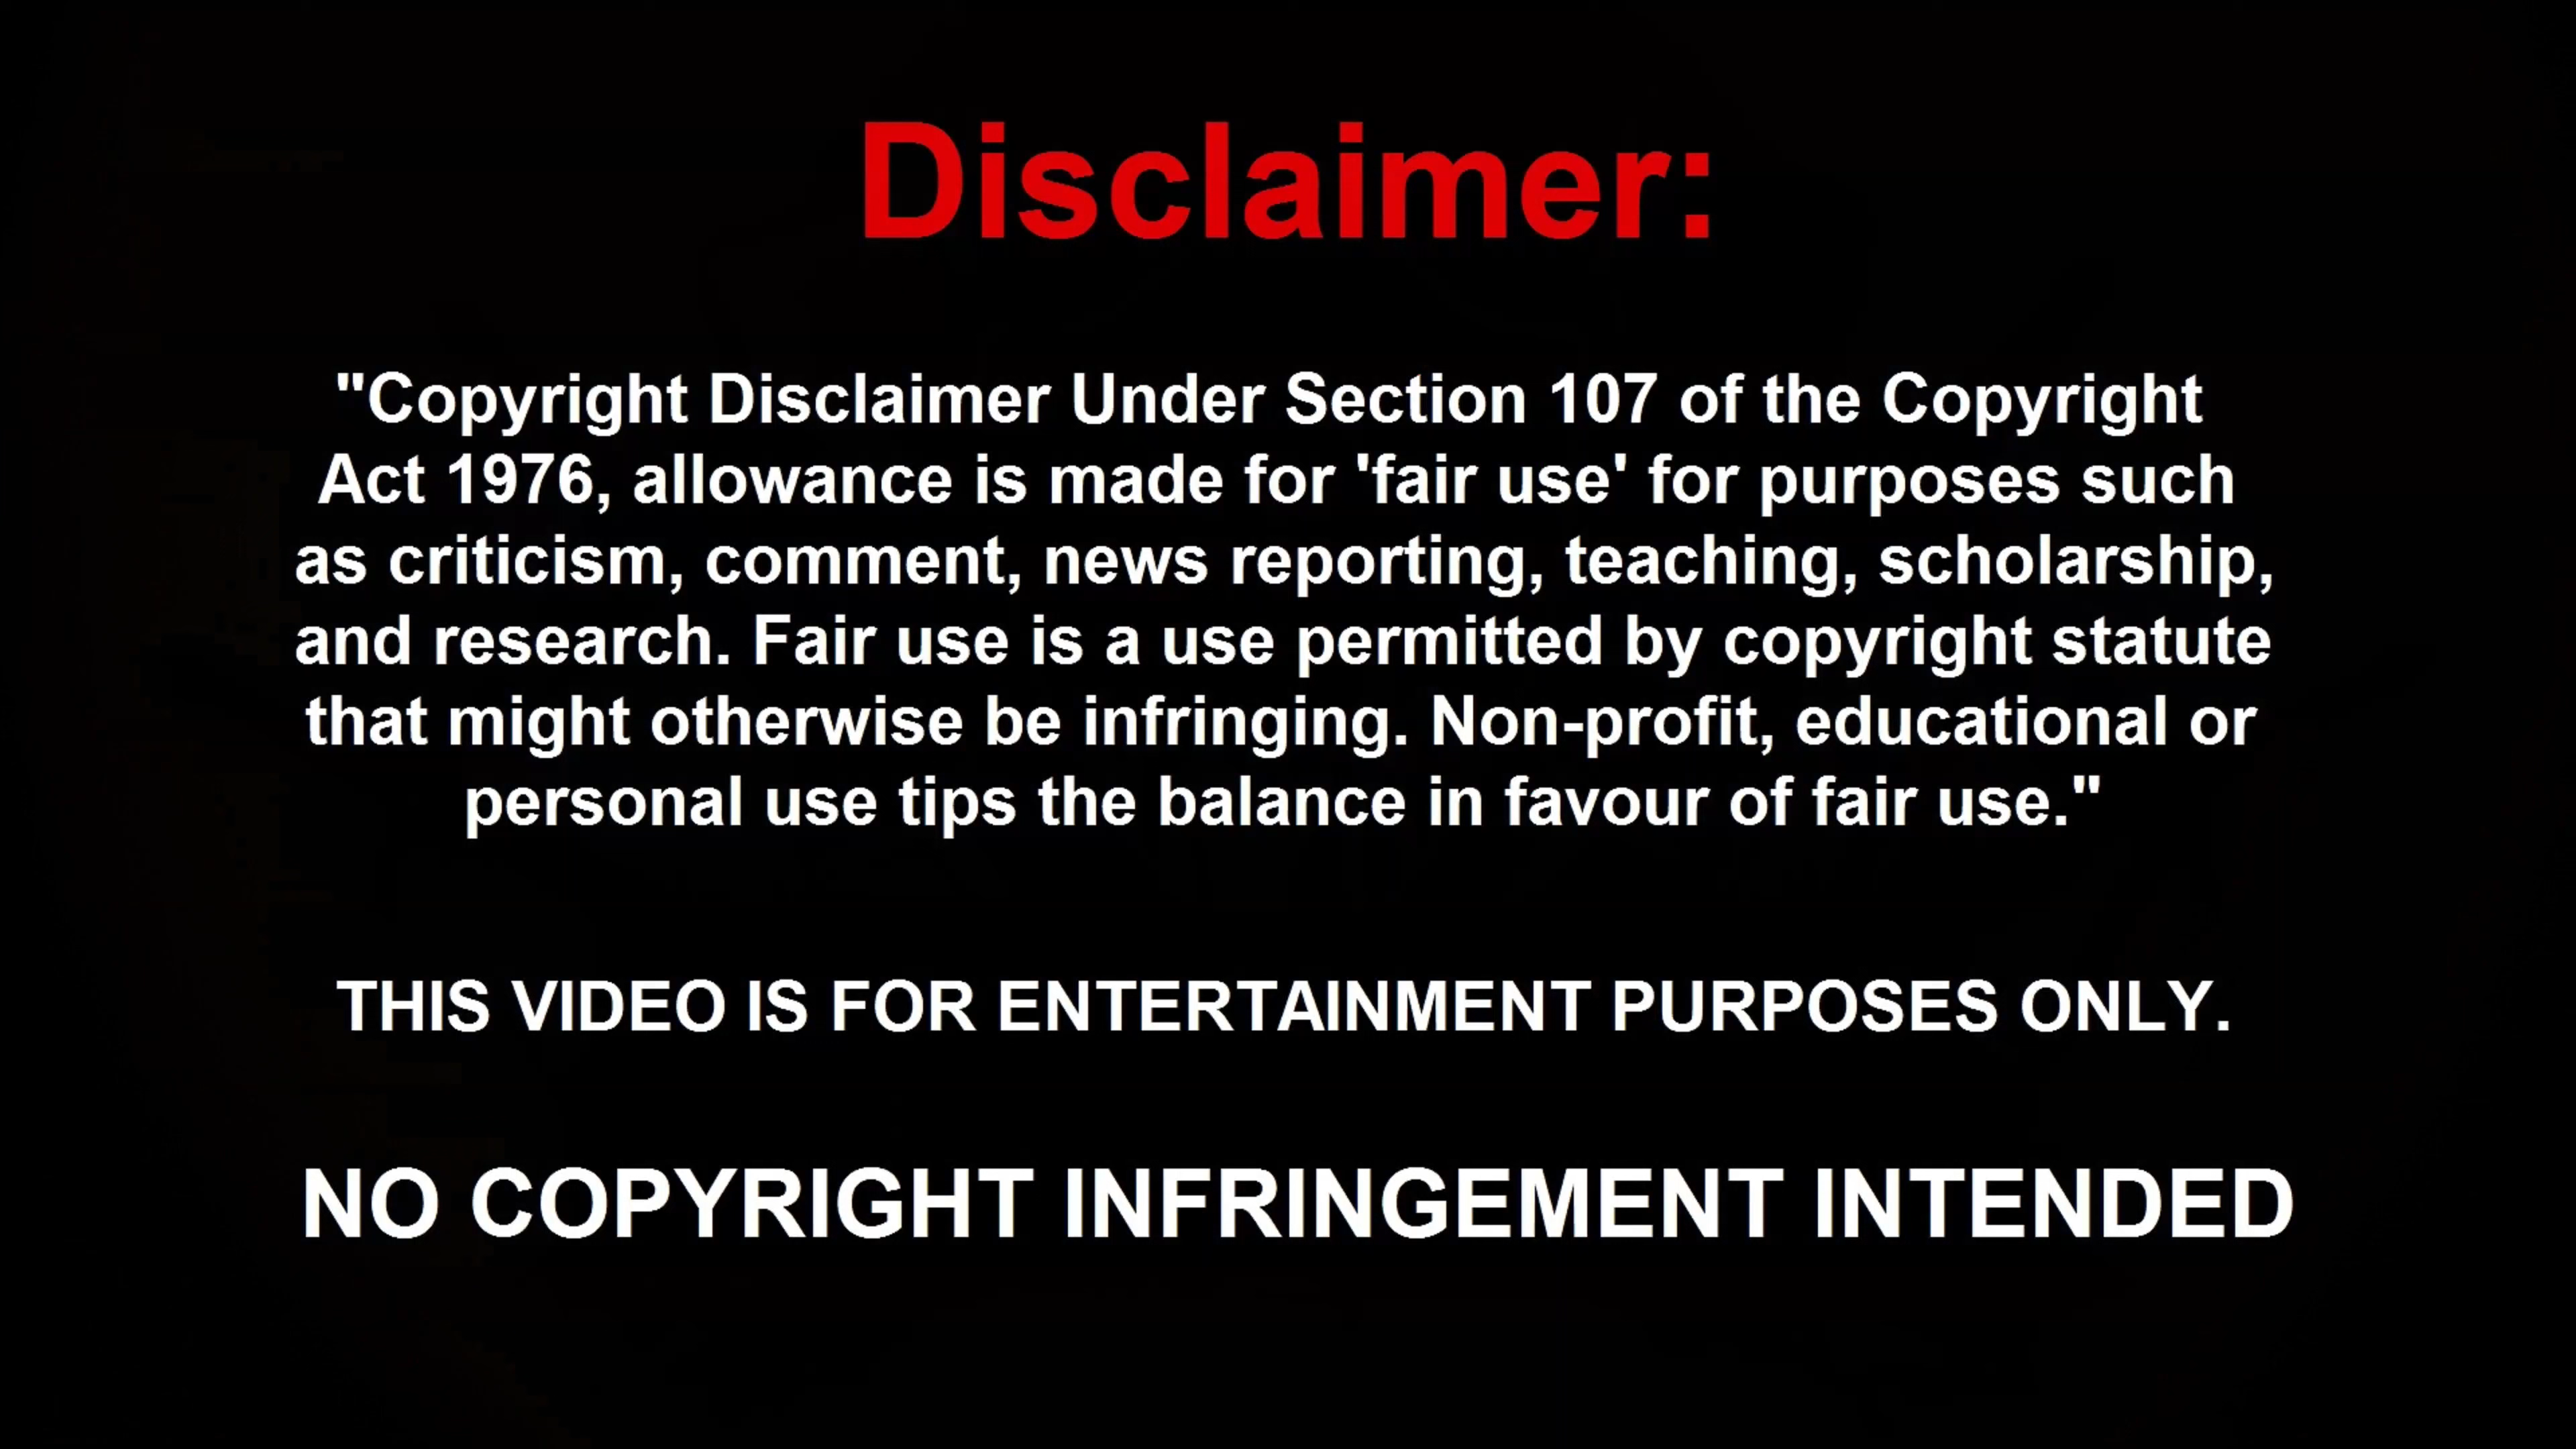 Disclaimer:
"Copyright Disclaimer Under Section 107 of the Copyright
Act 1976, allowance is made for 'fair use' for purposes such
as criticism, comment, news reporting, teaching, scholarship,
and research. Fair use is a use permitted by copyright statute
that might otherwise be infringing. Non-profit, educational or
personal use tips the balance in favour of fair use."
THIS VIDEO IS FOR ENTERTAINMENT PURPOSES ONLY.
NO COPYRIGHT INFRINGEMENT INTENDED